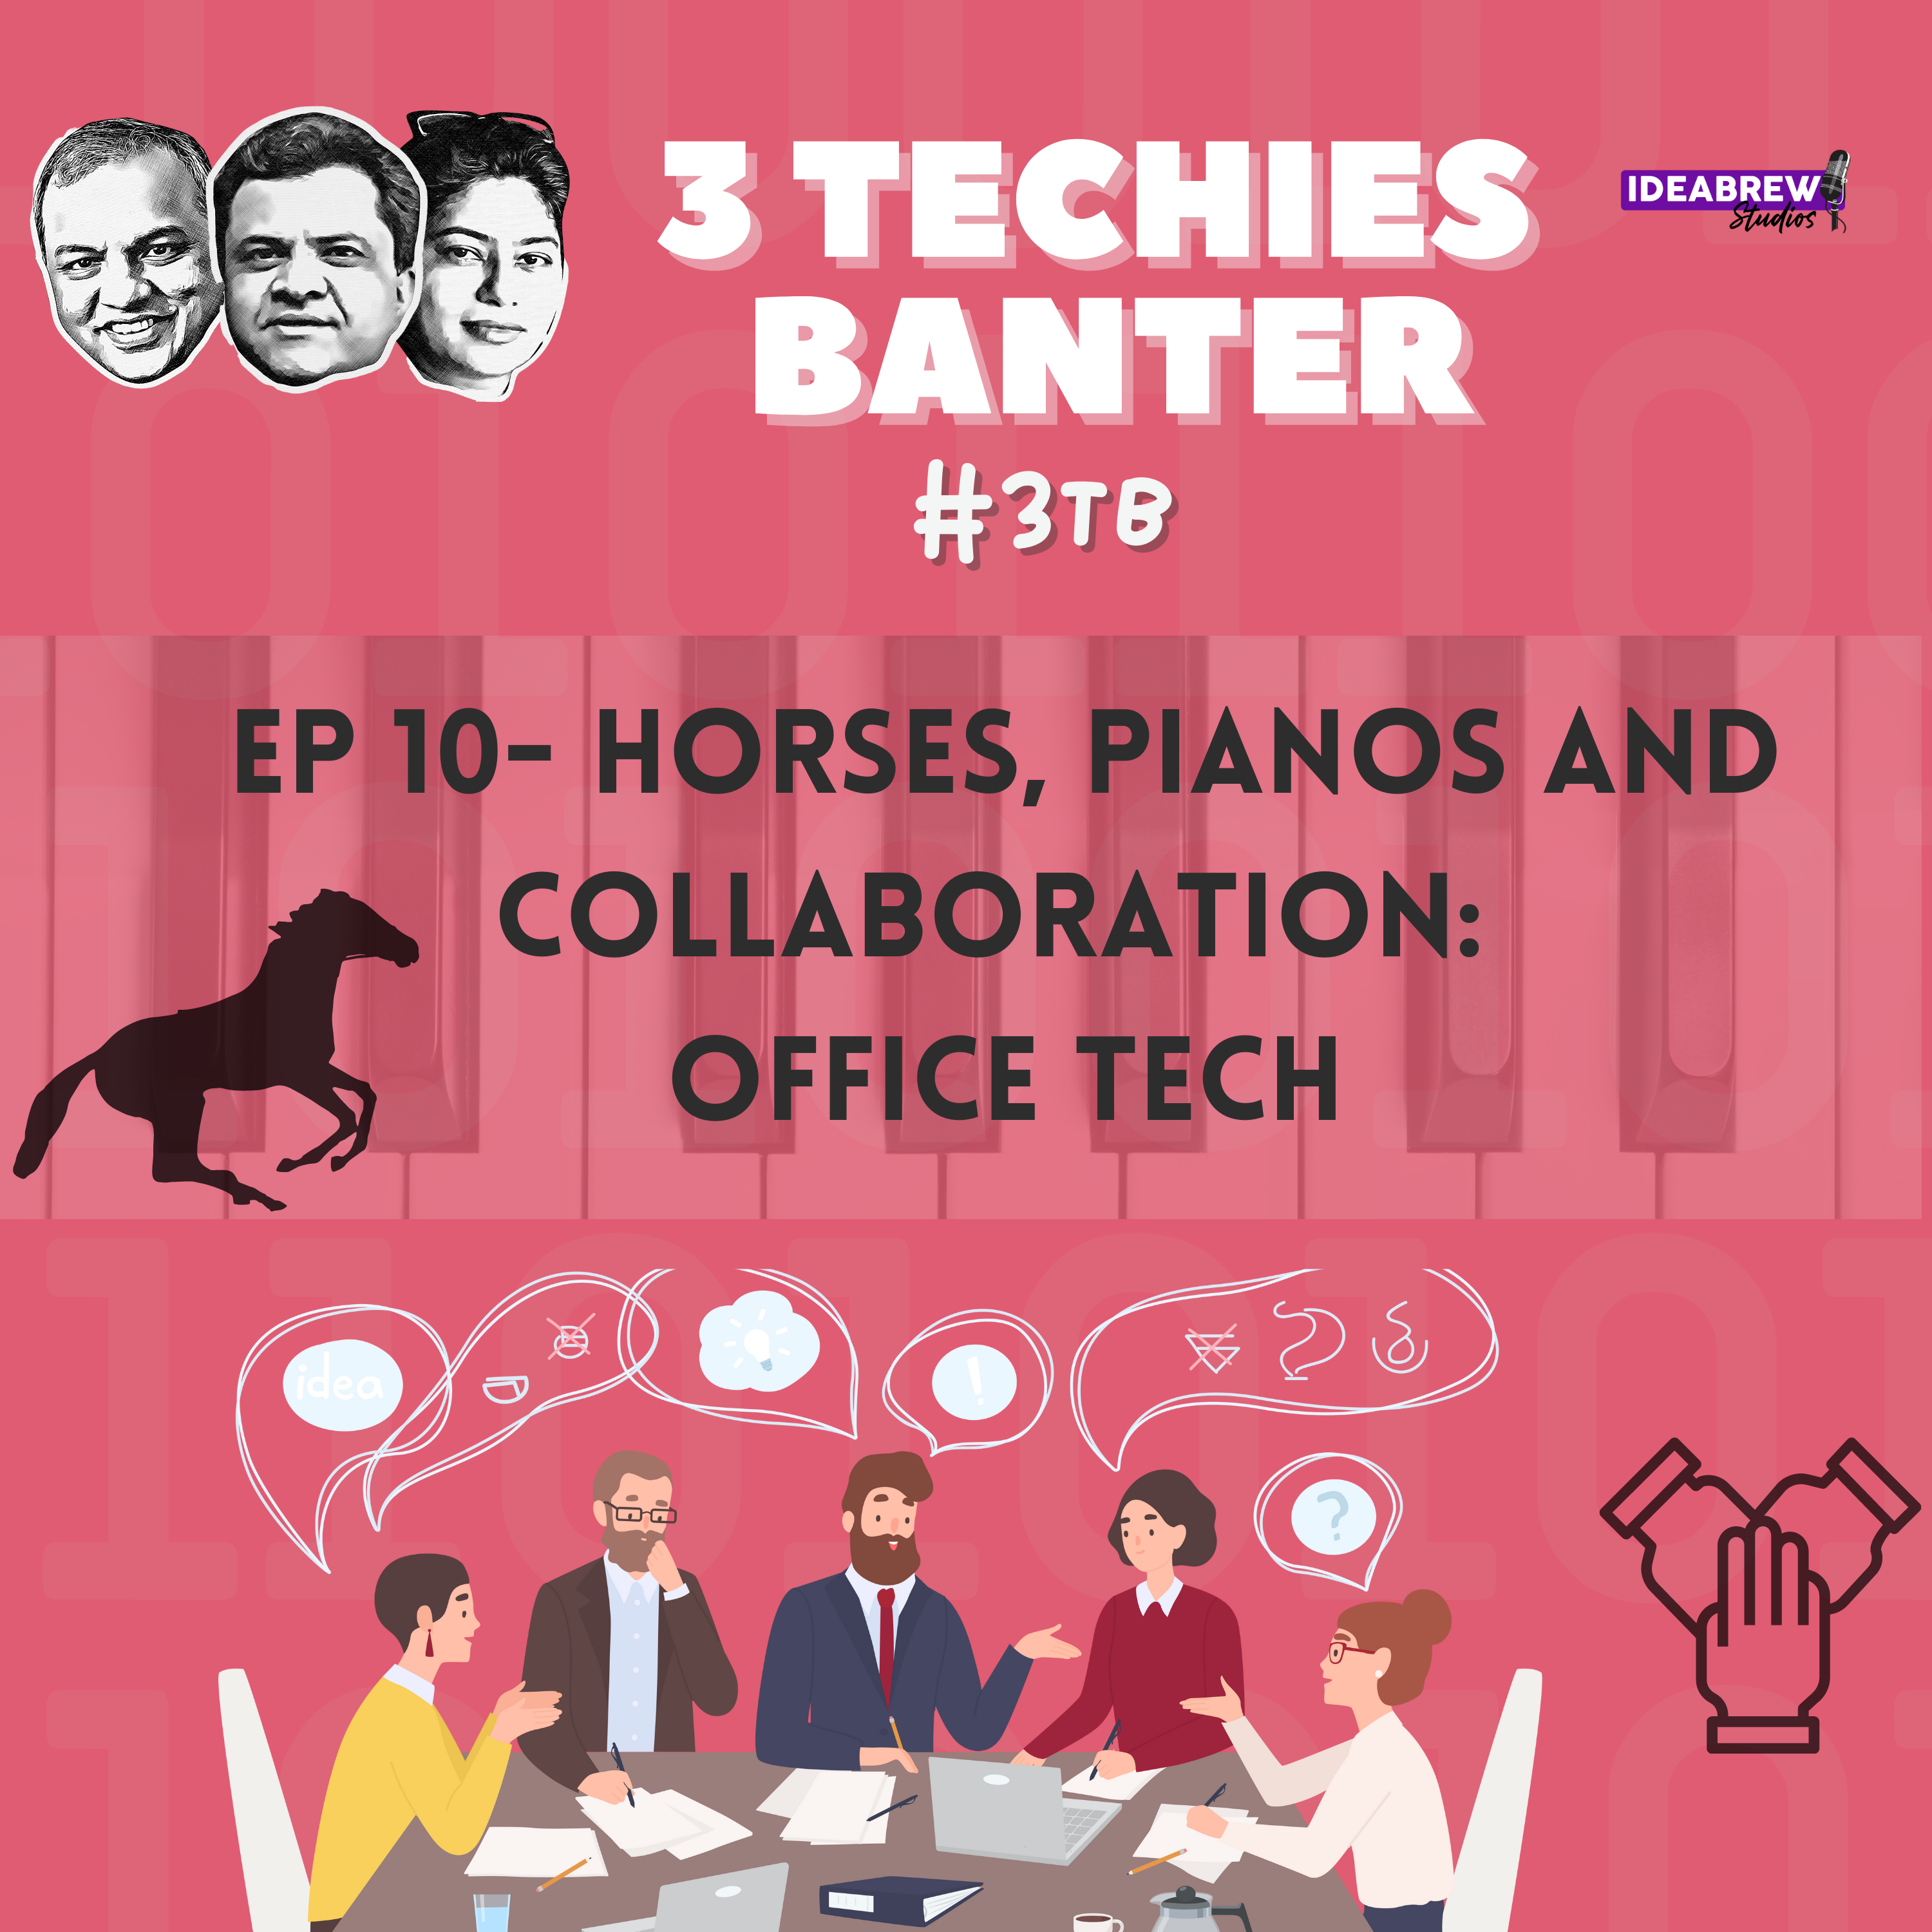 3 TECHIES
BANTER
#3TB
IDEABREW
Studios
EP 10- HORSES, PIANOS AND
COLLABORATION:
OFFICE TECH
idea
!
?